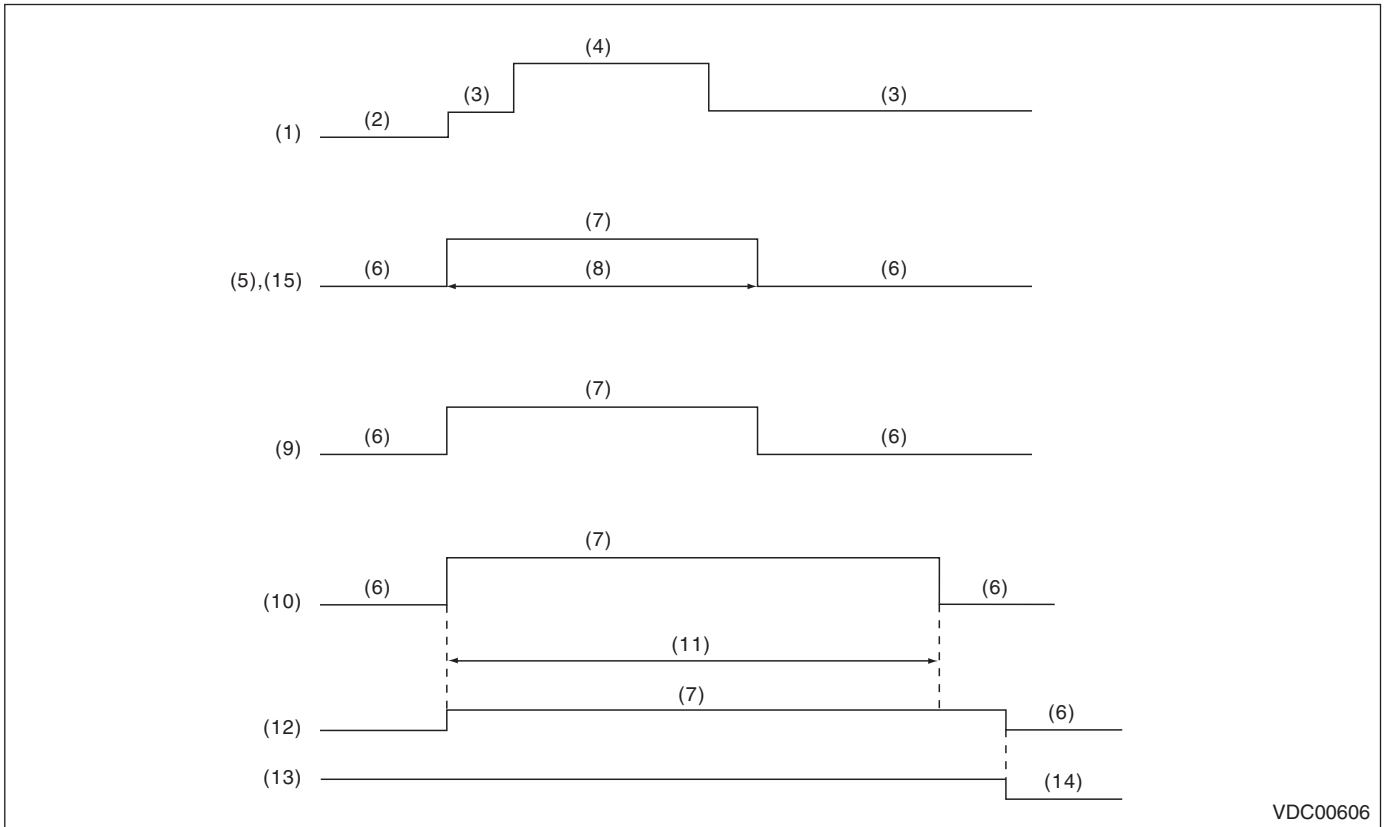 (4)
(3) (3)
(1) (2)
(7)
(5),(15) (6) (8) (6)
(7)
(9) (6) (6)
(7)
(10) (6) (6)
(11)
(7)
(12) (6)
(13) (14)
VDC00606